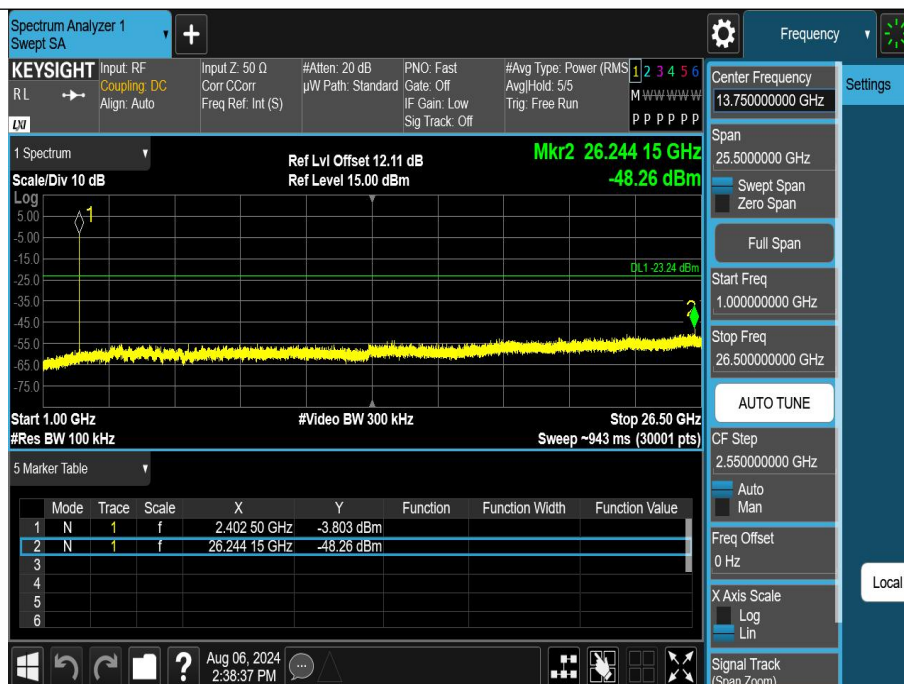 Spectrum Analyzer 1
Swept SA
+
Frequency
KEYSIGHT
RL
LXI
Input: RF
Coupling: DC
Align: Auto
Input Z: 50 Ω
Corr CCorr
Freq Ref: Int (S)
#Atten: 20 dB
µW Path: Standard
PNO: Fast
Gate: Off
IF Gain: Low
Sig Track: Off
#Avg Type: Power (RMS
Avg|Hold: 5/5
Trig: Free Run
1 2 3 4 5 6
M W W W W W
P P P P P P
1 Spectrum
Scale/Div 10 dB
Ref Lvl Offset 12.11 dB
Ref Level 15.00 dBm
Mkr2 26.244 15 GHz
-48.26 dBm
Log
5.00
-5.00
-15.0
-25.0
-35.0
-45.0
-55.0
-65.0
-75.0
1
DL1 -23.24 dBm
2
Start 1.00 GHz
#Video BW 300 kHz
Stop 26.50 GHz
#Res BW 100 kHz
Sweep ~943 ms (30001 pts)
5 Marker Table
Mode Trace Scale X Y Function Function Width Function Value
1 N 1 f 2.402 50 GHz -3.803 dBm
2 N 1 f 26.244 15 GHz -48.26 dBm
3
4
5
6
?
Aug 06, 2024
2:38:37 PM
Center Frequency
13.750000000 GHz
Span
25.5000000 GHz
Swept Span
Zero Span
Full Span
Start Freq
1.000000000 GHz
Stop Freq
26.500000000 GHz
AUTO TUNE
CF Step
2.550000000 GHz
Auto
Man
Freq Offset
0 Hz
X Axis Scale
Log
Lin
Signal Track
(Span Zoom)
Settings
Local